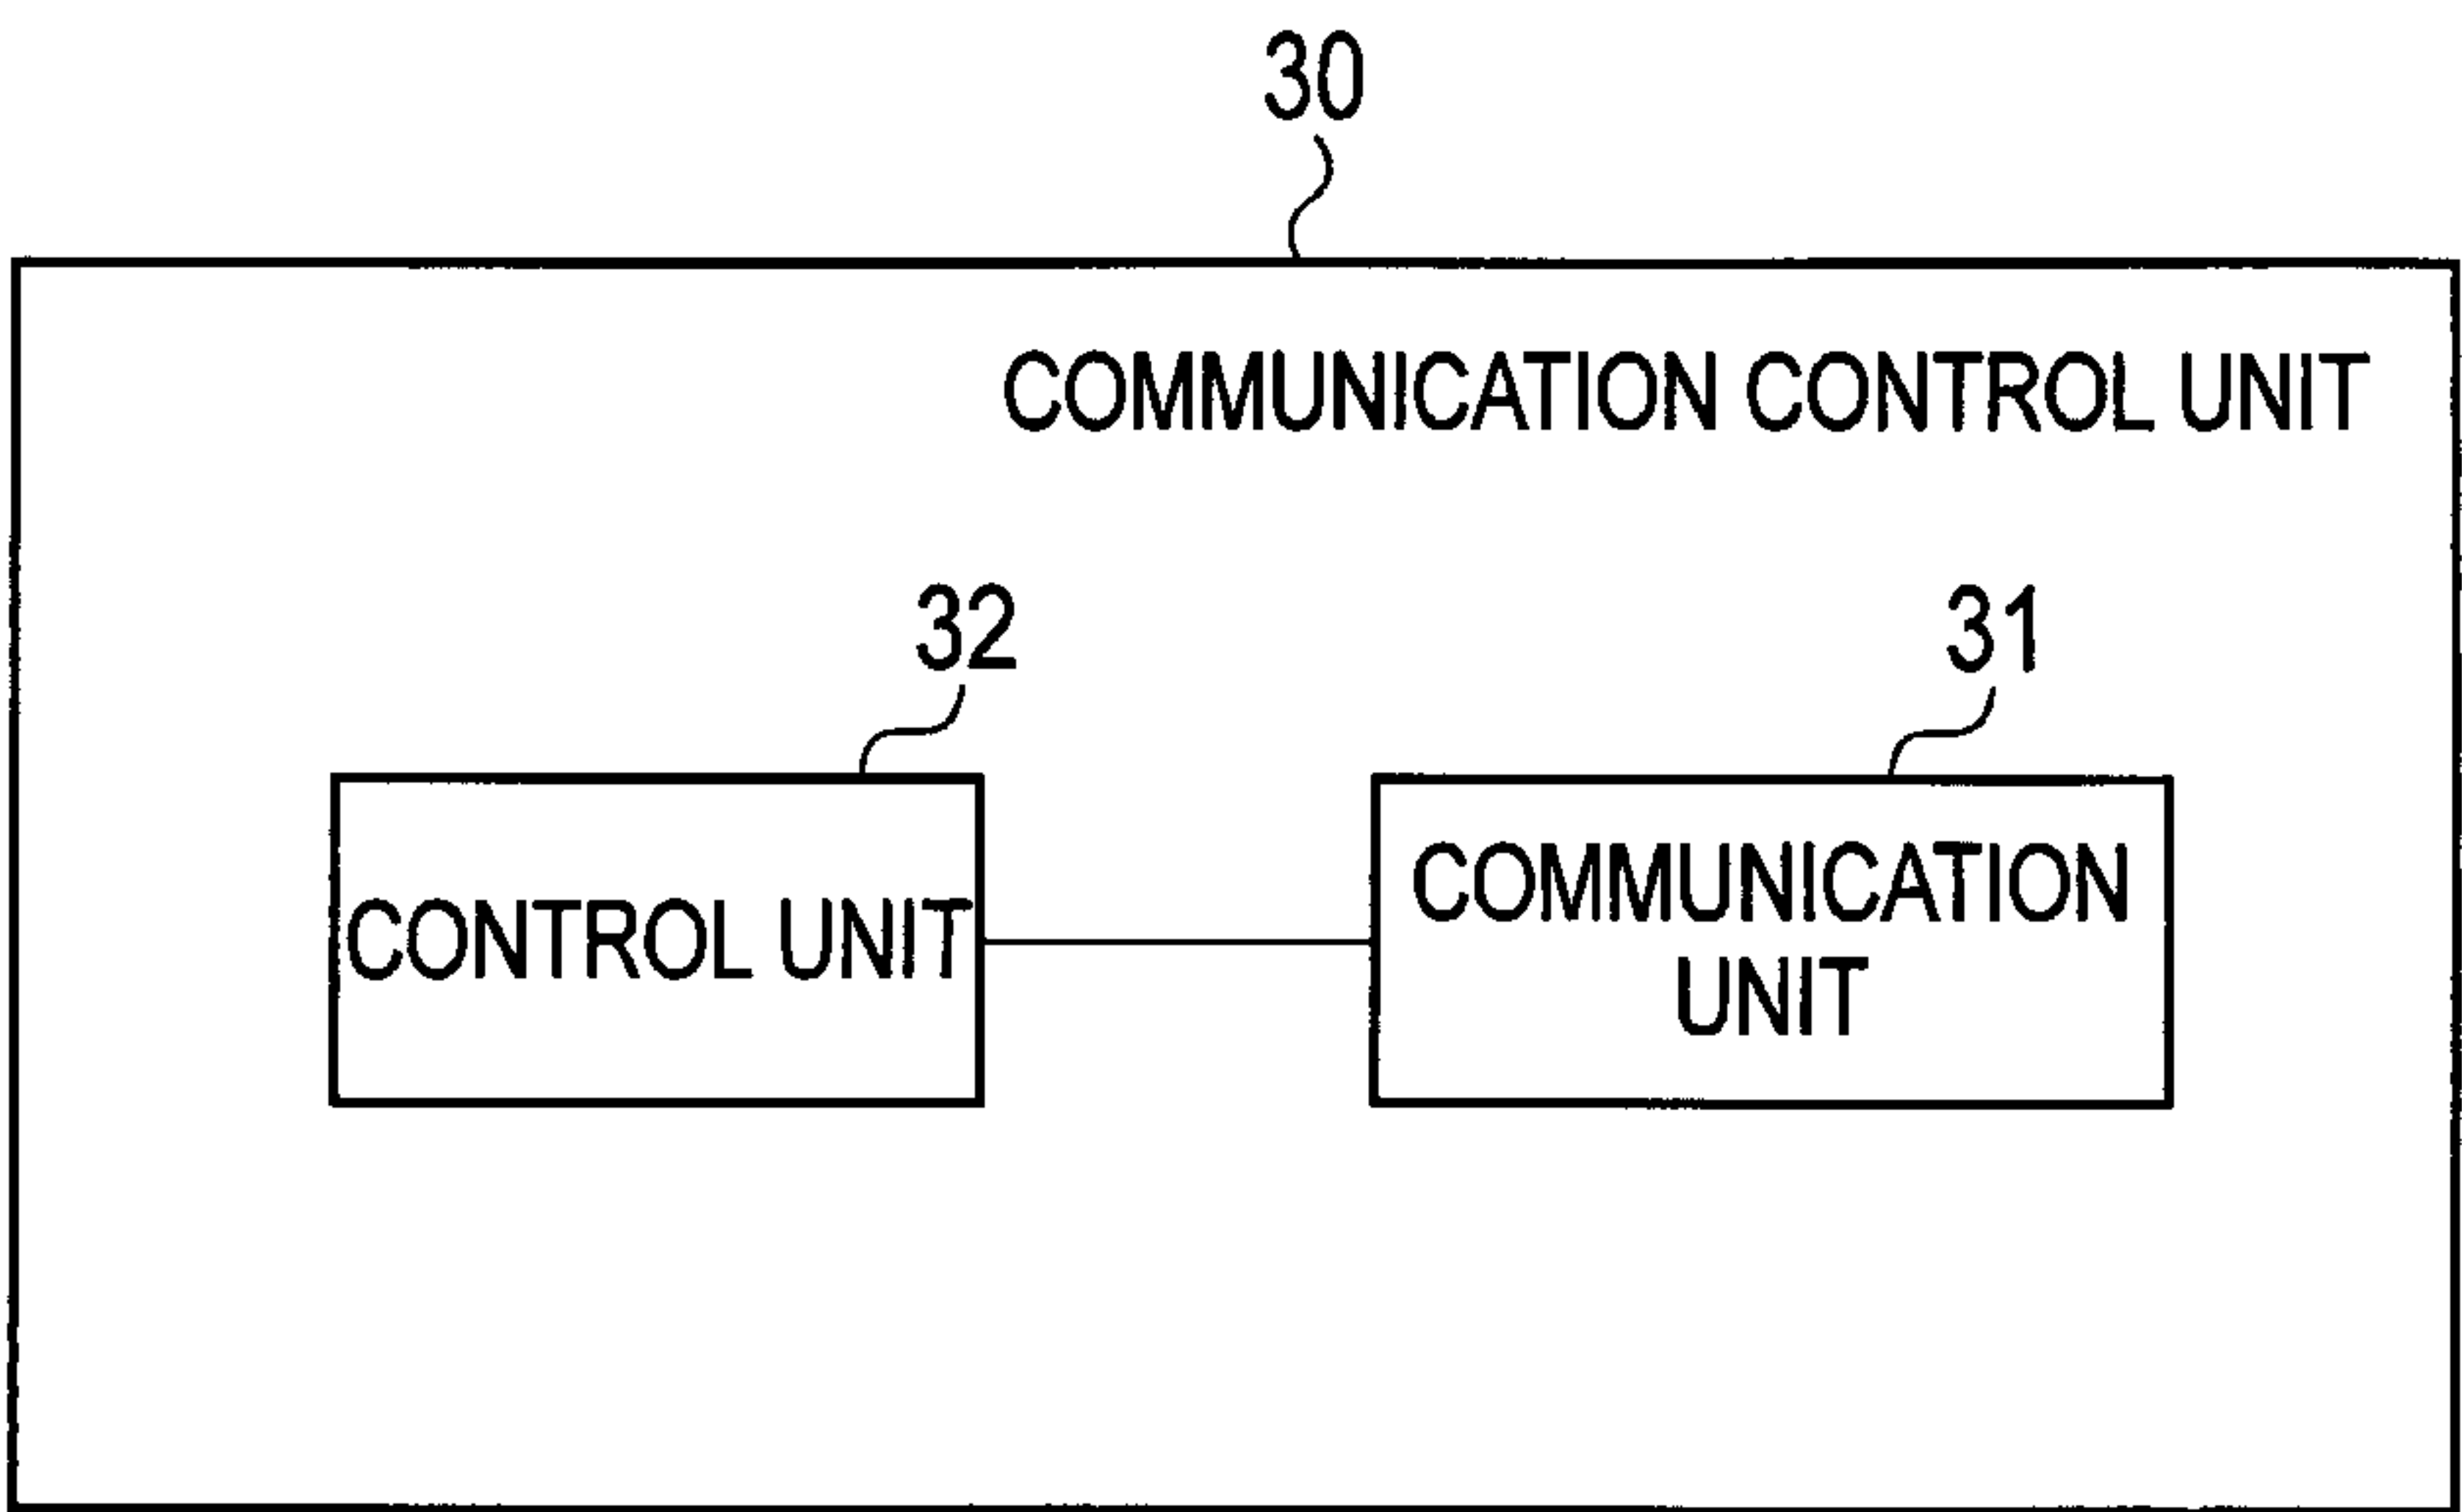 30
COMMUNICATION CONTROL UNIT
32
31
CONTROL UNIT
COMMUNICATION
UNIT